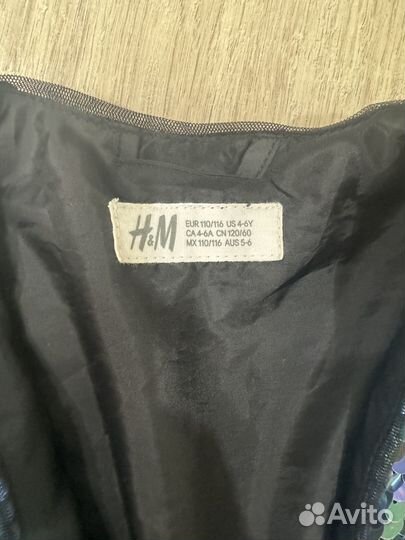 H&M
EUR 110/116 US 4-6Y
CA 4-6A CN 120/60
MX 110/116 AUS 5-6
Avito